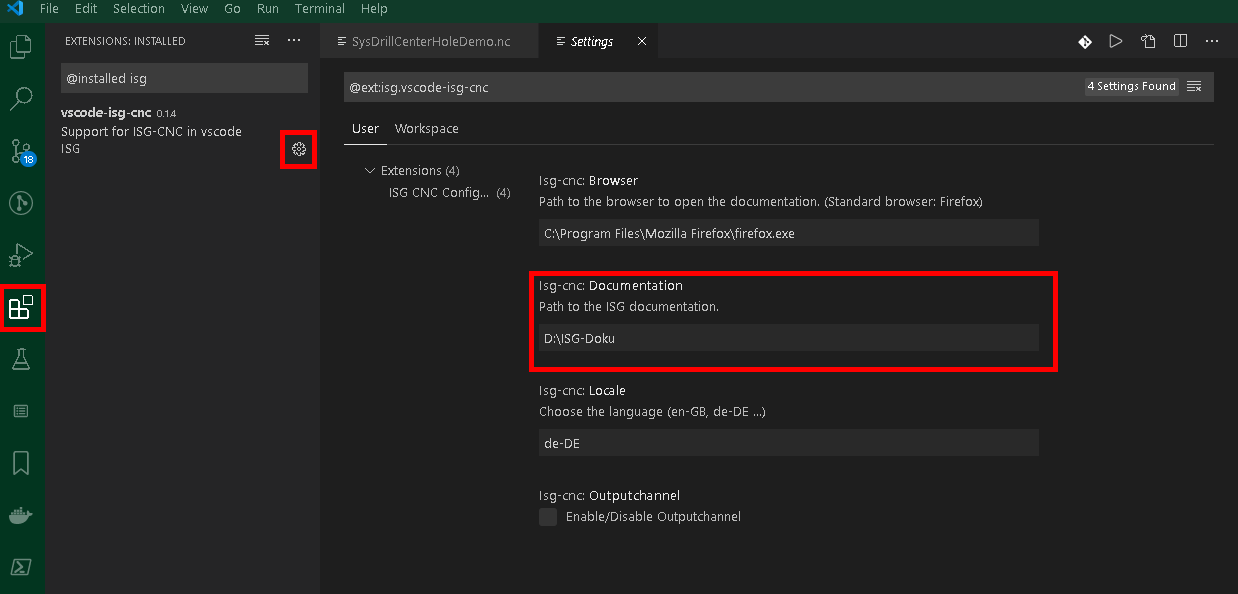 File Edit Selection View Go Run Terminal Help
EXTENSIONS: INSTALLED
@installed isg
vscode-isg-cnc 0.1.4
Support for ISG-CNC in vscode
ISG
18
SysDrillCenterHoleDemo.nc
Settings
@ext:isg.vscode-isg-cnc
4 Settings Found
User Workspace
Extensions (4)
ISG CNC Config... (4)
Isg-cnc: Browser
Path to the browser to open the documentation. (Standard browser: Firefox)
C:\Program Files\Mozilla Firefox\firefox.exe
Isg-cnc: Documentation
Path to the ISG documentation.
D:\ISG-Doku
Isg-cnc: Locale
Choose the language (en-GB, de-DE ...)
de-DE
Isg-cnc: Outputchannel
Enable/Disable Outputchannel